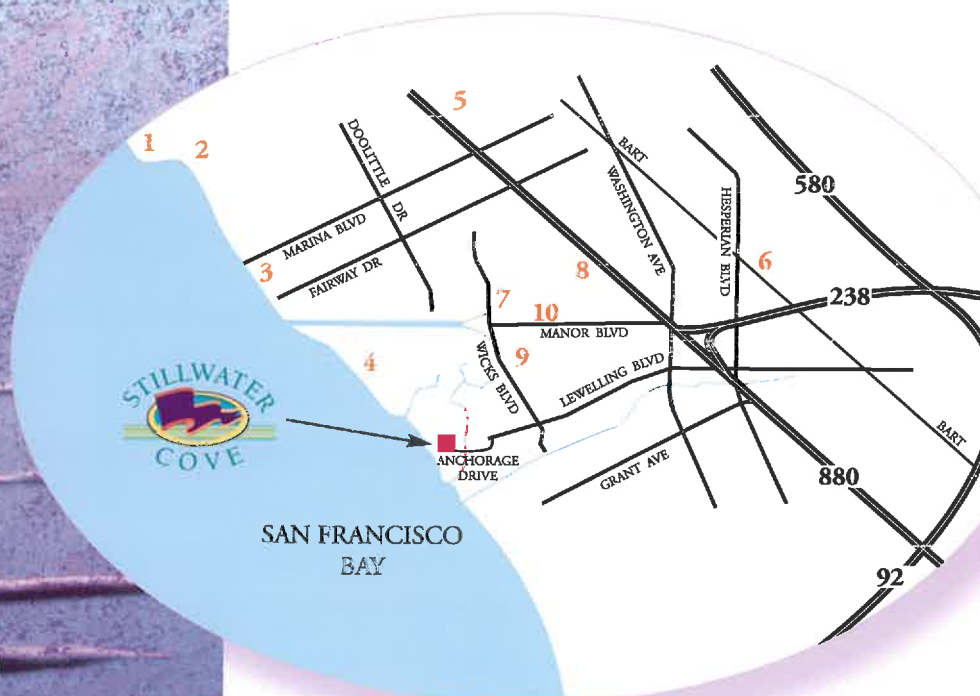 1
2
5
DOOLITTLE DR
BART
WASHINGTON AVE
580
HESPERIAN BLVD
MARINA BLVD
3
FAIRWAY DR
8
6
7
238
10
MANOR BLVD
9
WICKS BLVD
4
LEWELLING BLVD
STILLWATER
COVE
ANCHORAGE
DRIVE
GRANT AVE
BART
880
SAN FRANCISCO
BAY
92